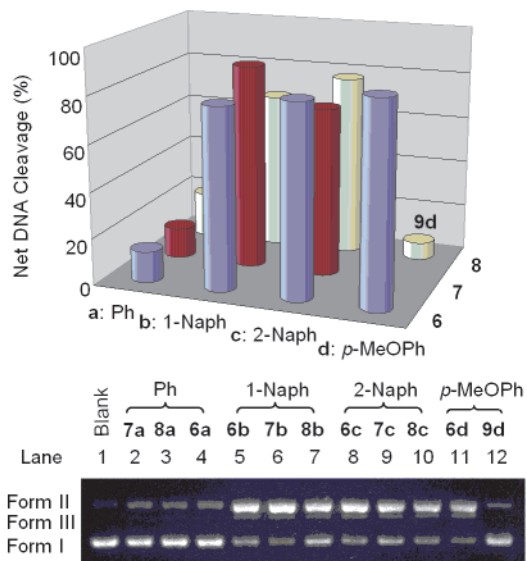 Net DNA Cleavage (%)
100
80
60
40
20
0
9d
8
7
6
a: Ph
b: 1-Naph
c: 2-Naph
d: p-MeOPh
Blank
Ph 1-Naph 2-Naph p-MeOPh
7a 8a 6a 6b 7b 8b 6c 7c 8c 6d 9d
Lane 1 2 3 4 5 6 7 8 9 10 11 12
Form II
Form III
Form I